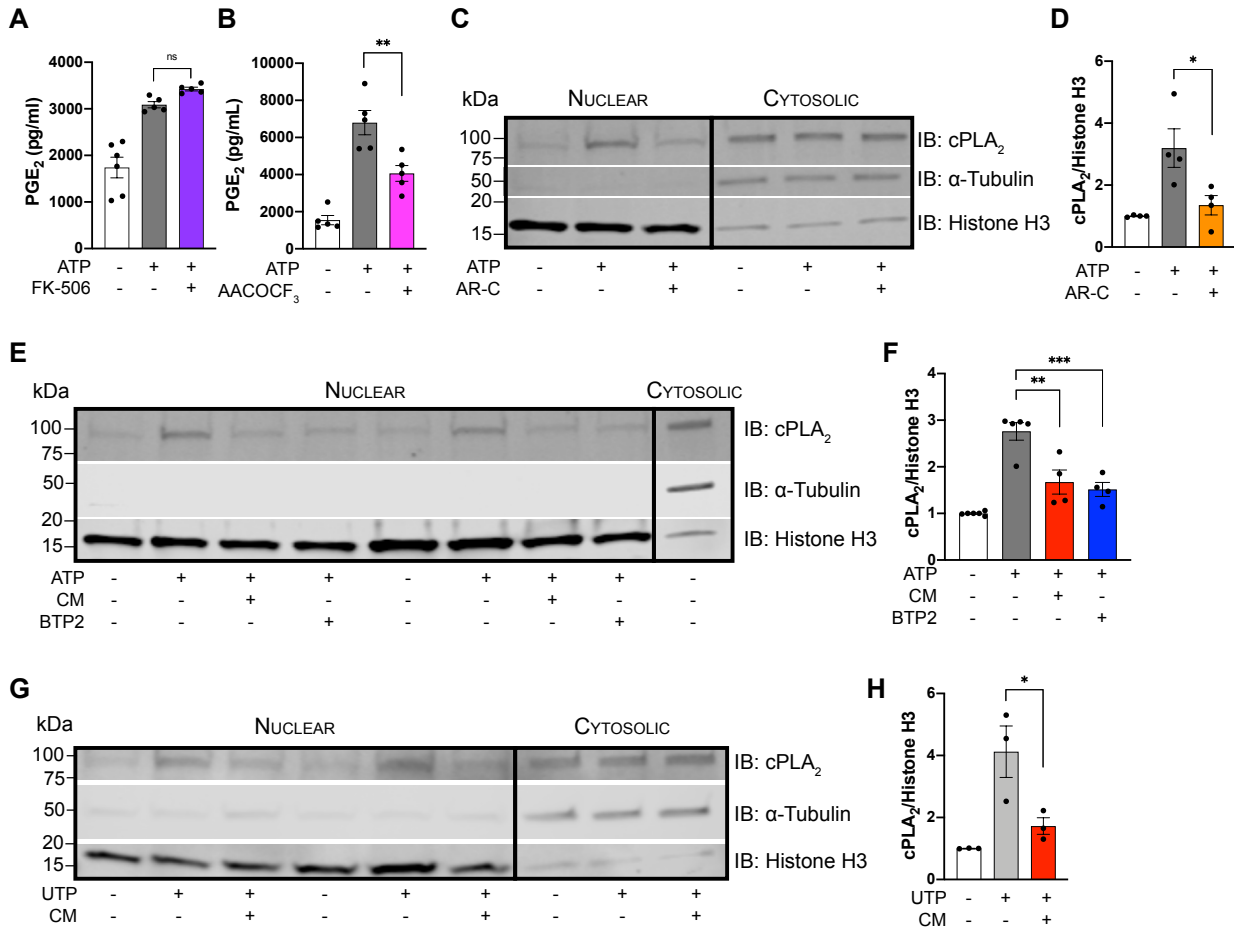 A
PGE2 (pg/ml)
4000
3000
2000
1000
0
ns
ATP - + +
FK-506 - - +
B
PGE2 (pg/mL)
10000
8000
6000
4000
2000
0
**
ATP - + +
AACOCF3 - - +
C
kDa
NUCLEAR CYTOSOLIC
100
75
50
20
15
IB: cPLA2
IB: α-Tubulin
IB: Histone H3
ATP - + + - + +
AR-C - - + - - +
D
cPLA2/Histone H3
6
4
2
0
*
ATP - + +
AR-C - - +
E
kDa
NUCLEAR CYTOSOLIC
100
75
50
20
15
IB: cPLA2
IB: α-Tubulin
IB: Histone H3
ATP - + + + - + + + -
CM - - + - - - + - -
BTP2 - - - + - - - + -
F
cPLA2/Histone H3
4
3
2
1
0
***
**
ATP - + + +
CM - - + -
BTP2 - - - +
G
kDa
NUCLEAR CYTOSOLIC
100
75
50
20
15
IB: cPLA2
IB: α-Tubulin
IB: Histone H3
UTP - + + - + + - + +
CM - - + - - + - - +
H
cPLA2/Histone H3
6
4
2
0
*
UTP - + +
CM - - +